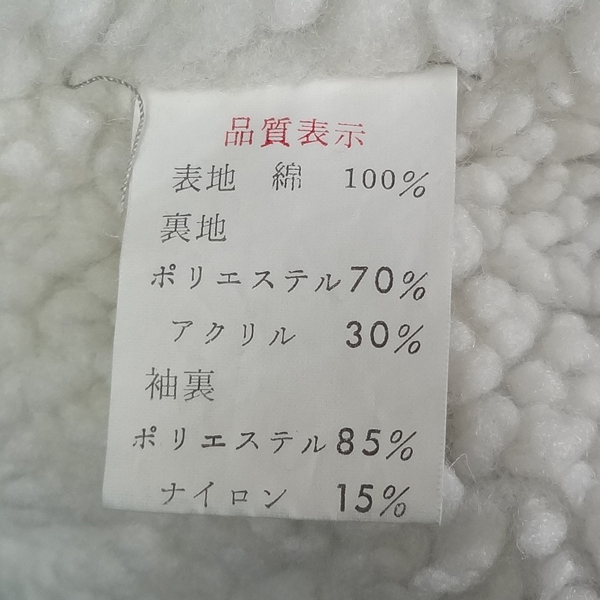 品質表示
表地 綿 100%
裏地
ポリエステル70%
アクリル 30%
袖裏
ポリエステル85%
ナイロン 15%